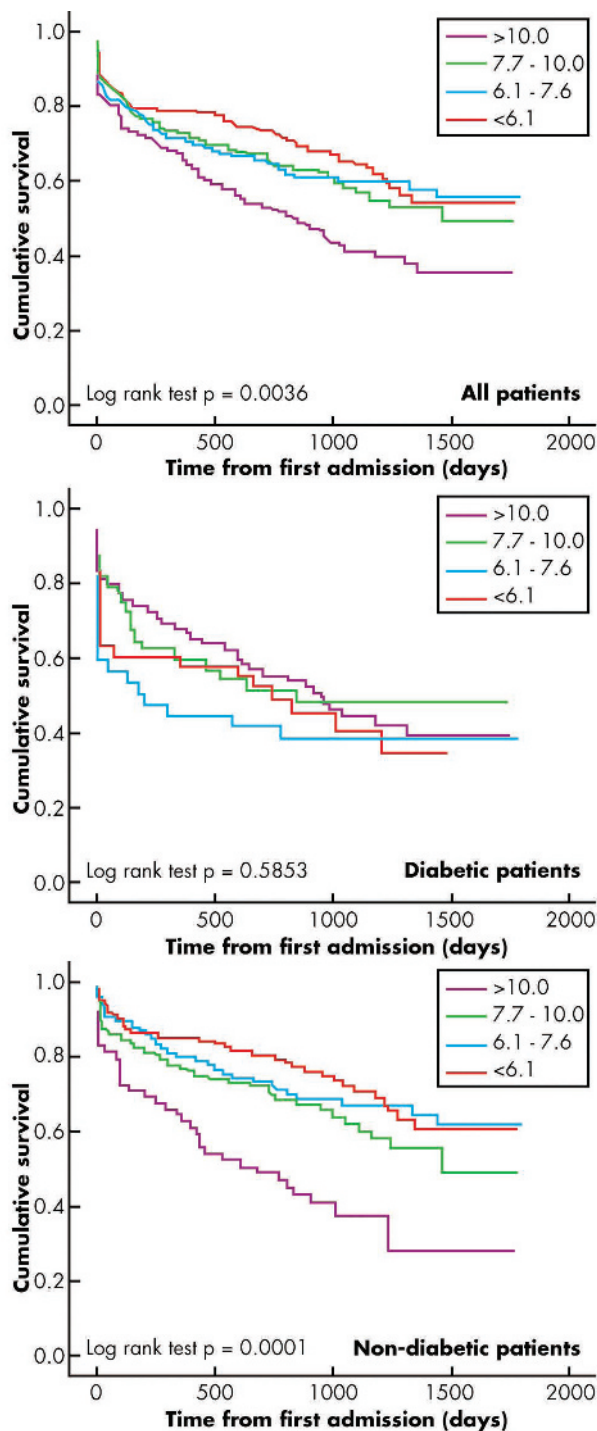 1.0
0.8
0.6
0.4
0.2
0.0
Cumulative survival
>10.0
7.7 - 10.0
6.1 - 7.6
<6.1
Log rank test p = 0.0036
All patients
0 500 1000 1500 2000
Time from first admission (days)
1.0
0.8
0.6
0.4
0.2
0.0
Cumulative survival
>10.0
7.7 - 10.0
6.1 - 7.6
<6.1
Log rank test p = 0.5853
Diabetic patients
0 500 1000 1500 2000
Time from first admission (days)
1.0
0.8
0.6
0.4
0.2
0.0
Cumulative survival
>10.0
7.7 - 10.0
6.1 - 7.6
<6.1
Log rank test p = 0.0001
Non-diabetic patients
0 500 1000 1500 2000
Time from first admission (days)